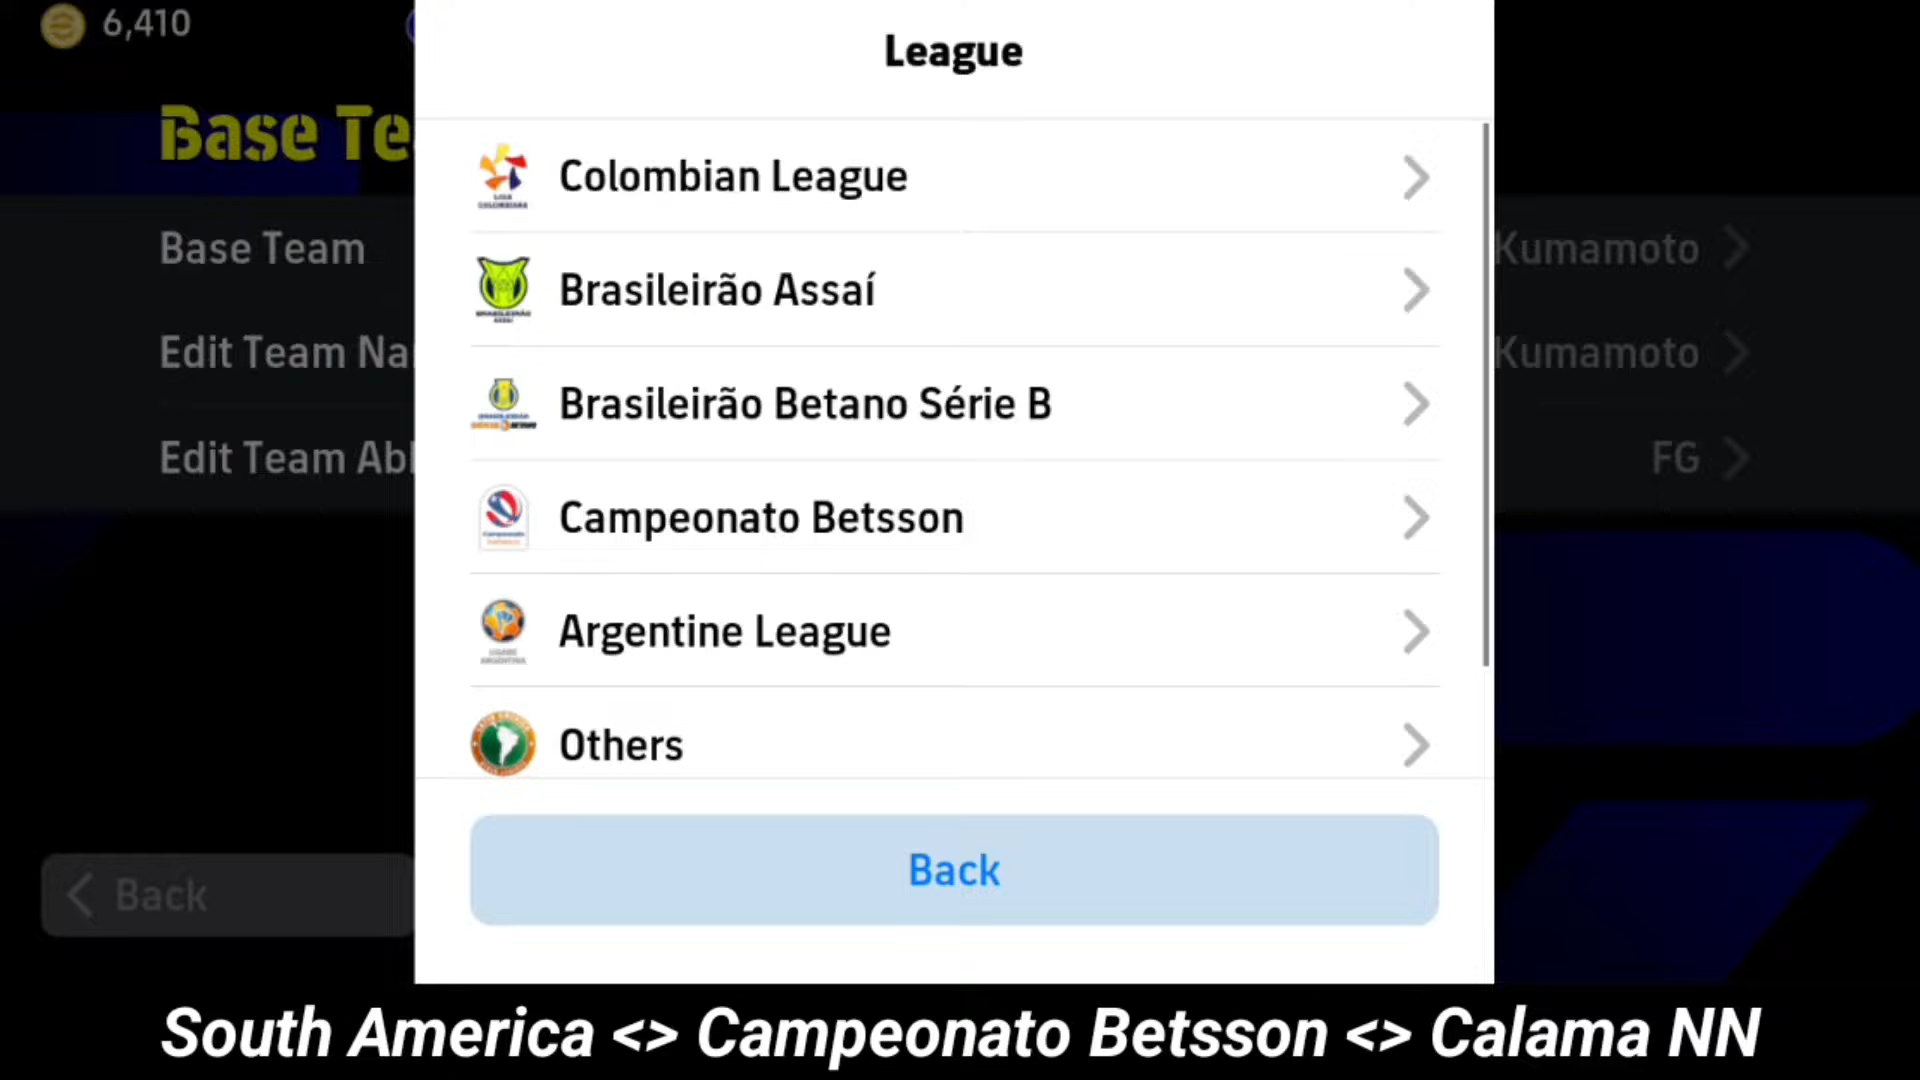 6,410
League
Base Te
Colombian League
Base Team
Kumamoto
Brasileirão Assaí
Edit Team Na
Kumamoto
Brasileirão Betano Série B
Edit Team Ab
FG
Campeonato Betsson
Argentine League
Others
Back
Back
South America <> Campeonato Betsson <> Calama NN